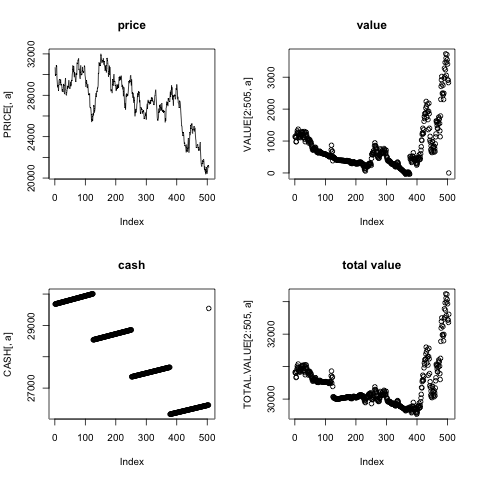 price
value
PRICE[, a]
20000 24000 28000 32000
VALUE[2:505, a]
0 1000 2000 3000
0 100 200 300 400 500
0 100 200 300 400 500
Index
Index
cash
total value
CASH[, a]
27000 29000
TOTAL.VALUE[2:505, a]
30000 32000
0 100 200 300 400 500
0 100 200 300 400 500
Index
Index